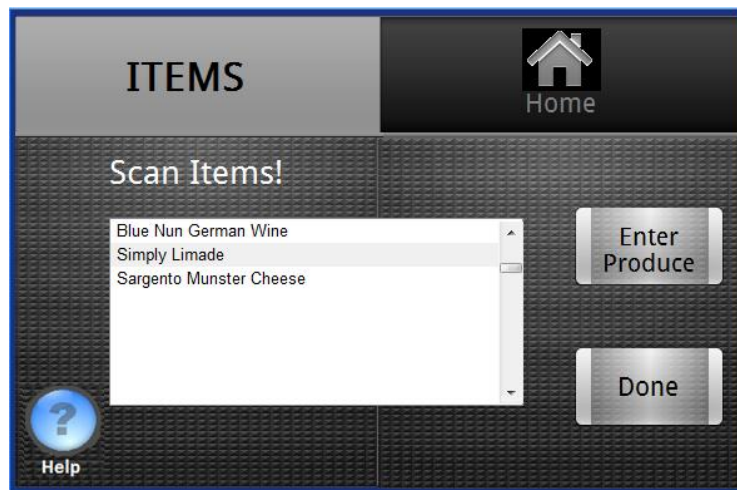 ITEMS
Home
Scan Items!
Blue Nun German Wine
Simply Limade
Sargento Munster Cheese
Enter
Produce
Done
?
Help